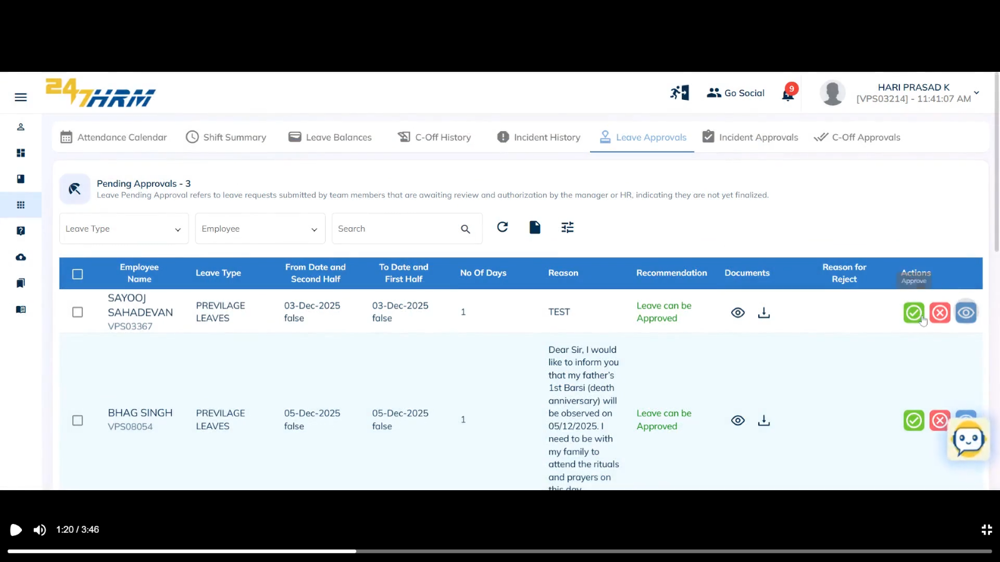 247HRM
Go Social
9
HARI PRASAD K
[VPS03214] - 11:41:07 AM
Attendance Calendar
Shift Summary
Leave Balances
C-Off History
Incident History
Leave Approvals
Incident Approvals
C-Off Approvals
Pending Approvals - 3
Leave Pending Approval refers to leave requests submitted by team members that are awaiting review and authorization by the manager or HR, indicating they are not yet finalized.
Leave Type
Employee
Search
Employee
Name
Leave Type
From Date and
Second Half
To Date and
First Half
No Of Days
Reason
Recommendation
Documents
Reason for
Reject
Actions
Approve
SAYOOJ
SAHADEVAN
VPS03367
PREVILAGE
LEAVES
03-Dec-2025
false
03-Dec-2025
false
1
TEST
Leave can be
Approved
BHAG SINGH
VPS08054
PREVILAGE
LEAVES
05-Dec-2025
false
05-Dec-2025
false
1
Dear Sir, I would
like to inform you
that my father's
1st Barsi (death
anniversary) will
be observed on
05/12/2025. I
need to be with
my family to
attend the rituals
and prayers on
this day
Leave can be
Approved
1:20 / 3:46